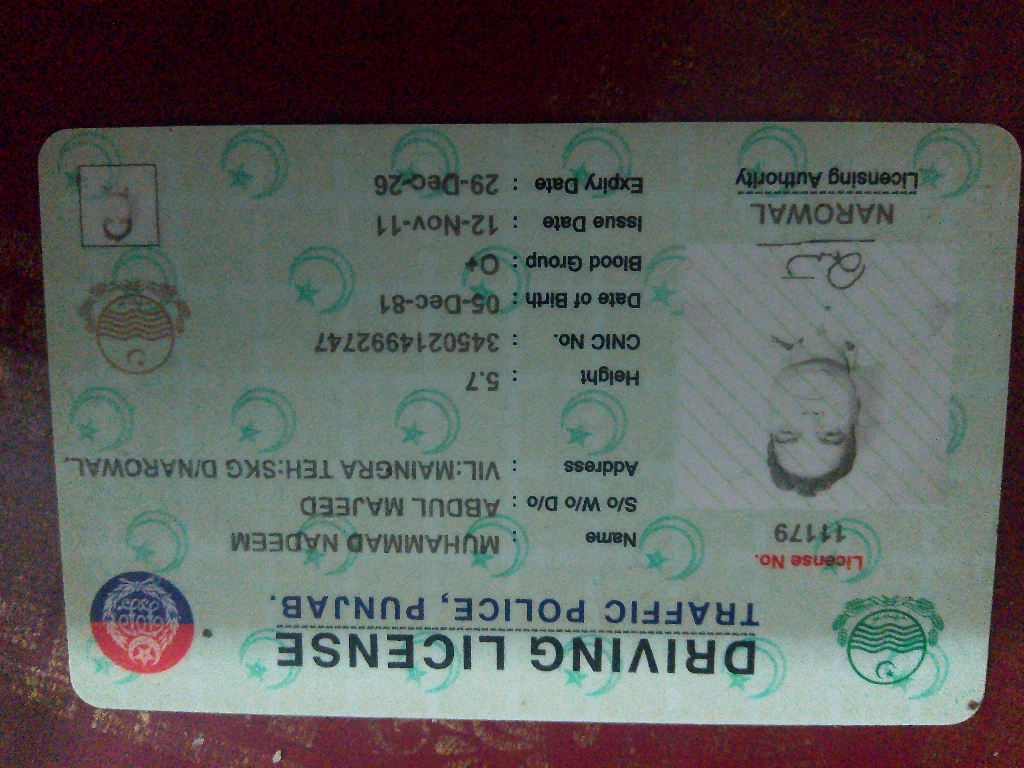 DRIVING LICENSE
TRAFFIC POLICE, PUNJAB.
License No.
11179
Name : MUHAMMAD NADEEM
S/o W/o D/o : ABDUL MAJEED
Address : VIL:MAINGRA TEH:SKG D/NAROWAL,
Height : 5.7
CNIC No. : 3450214992747
Date of Birth : 05-Dec-81
Blood Group : O+
Issue Date : 12-Nov-11
Expiry Date : 29-Dec-26
NAROWAL
Licensing Authority